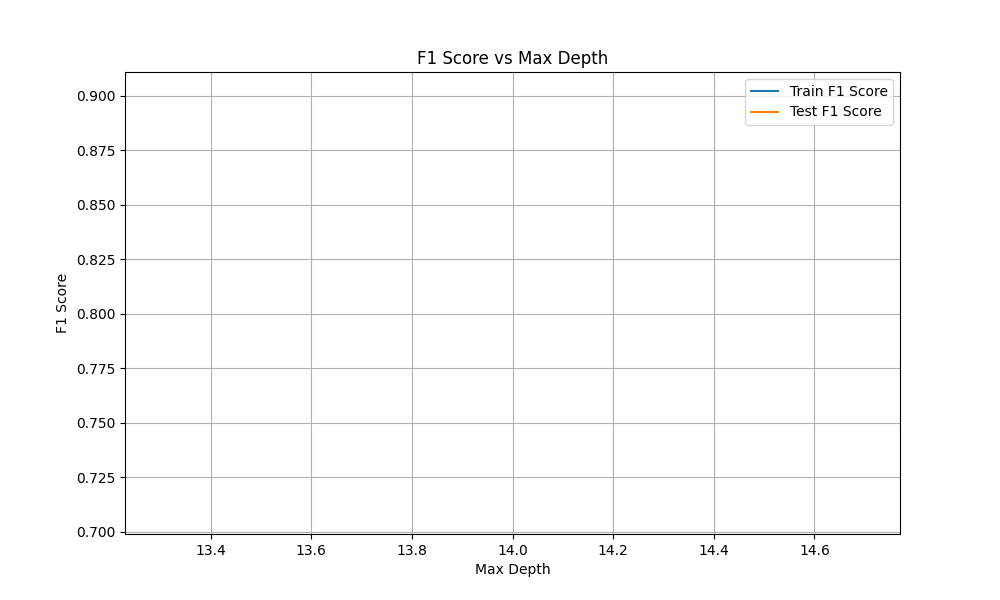 F1 Score vs Max Depth
Train F1 Score
Test F1 Score
0.900
0.875
0.850
0.825
0.800
0.775
0.750
0.725
0.700
F1 Score
13.4 13.6 13.8 14.0 14.2 14.4 14.6
Max Depth